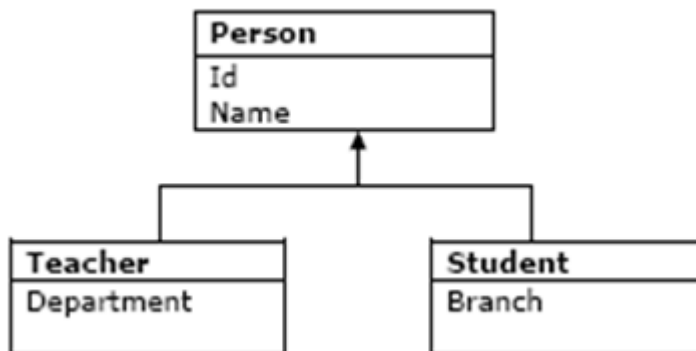 Person
Id
Name
Teacher
Department
Student
Branch